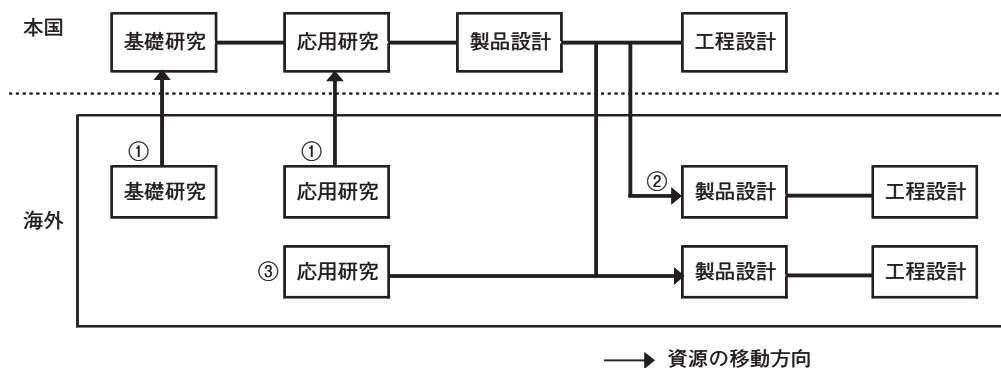 本国
基礎研究
応用研究
製品設計
工程設計
①
①
基礎研究
応用研究
②
製品設計
工程設計
海外
③
応用研究
製品設計
工程設計
資源の移動方向